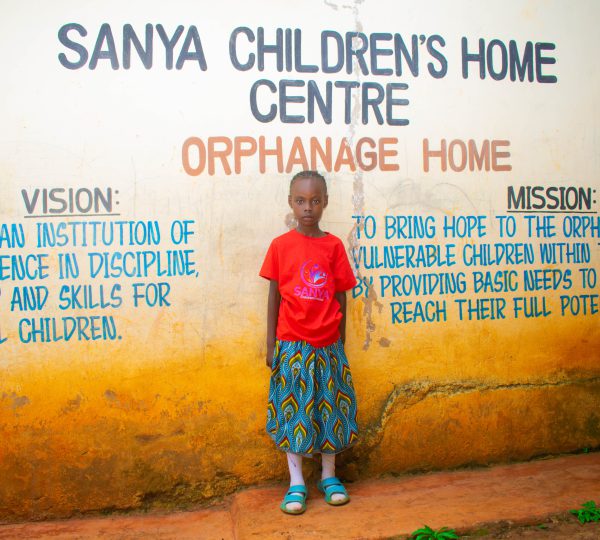 SANYA CHILDREN'S HOME
CENTRE
ORPHANAGE HOME
VISION:
AN INSTITUTION OF
ENCE IN DISCIPLINE,
AND SKILLS FOR
CHILDREN.
MISSION:
TO BRING HOPE TO THE ORPH
VULNERABLE CHILDREN WITHIN
BY PROVIDING BASIC NEEDS TO
REACH THEIR FULL POTE
SANYA